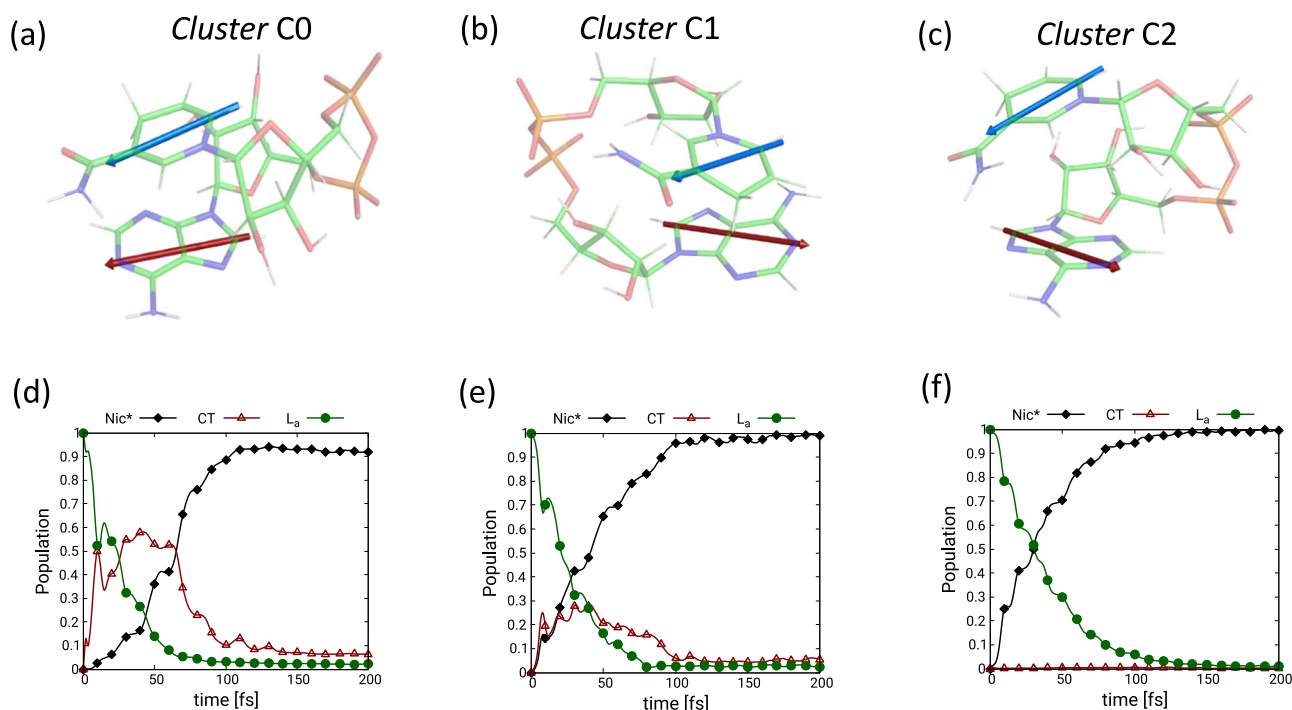 (a) Cluster C0
(b) Cluster C1
(c) Cluster C2
(d)
Nic* CT Lₐ
1
0.9
0.8
0.7
0.6
0.5
0.4
0.3
0.2
0.1
0
Population
0 50 100 150 200
time [fs]
(e)
Nic* CT Lₐ
1
0.9
0.8
0.7
0.6
0.5
0.4
0.3
0.2
0.1
0
Population
0 50 100 150 200
time [fs]
(f)
Nic* CT Lₐ
1
0.9
0.8
0.7
0.6
0.5
0.4
0.3
0.2
0.1
0
Population
0 50 100 150 200
time [fs]